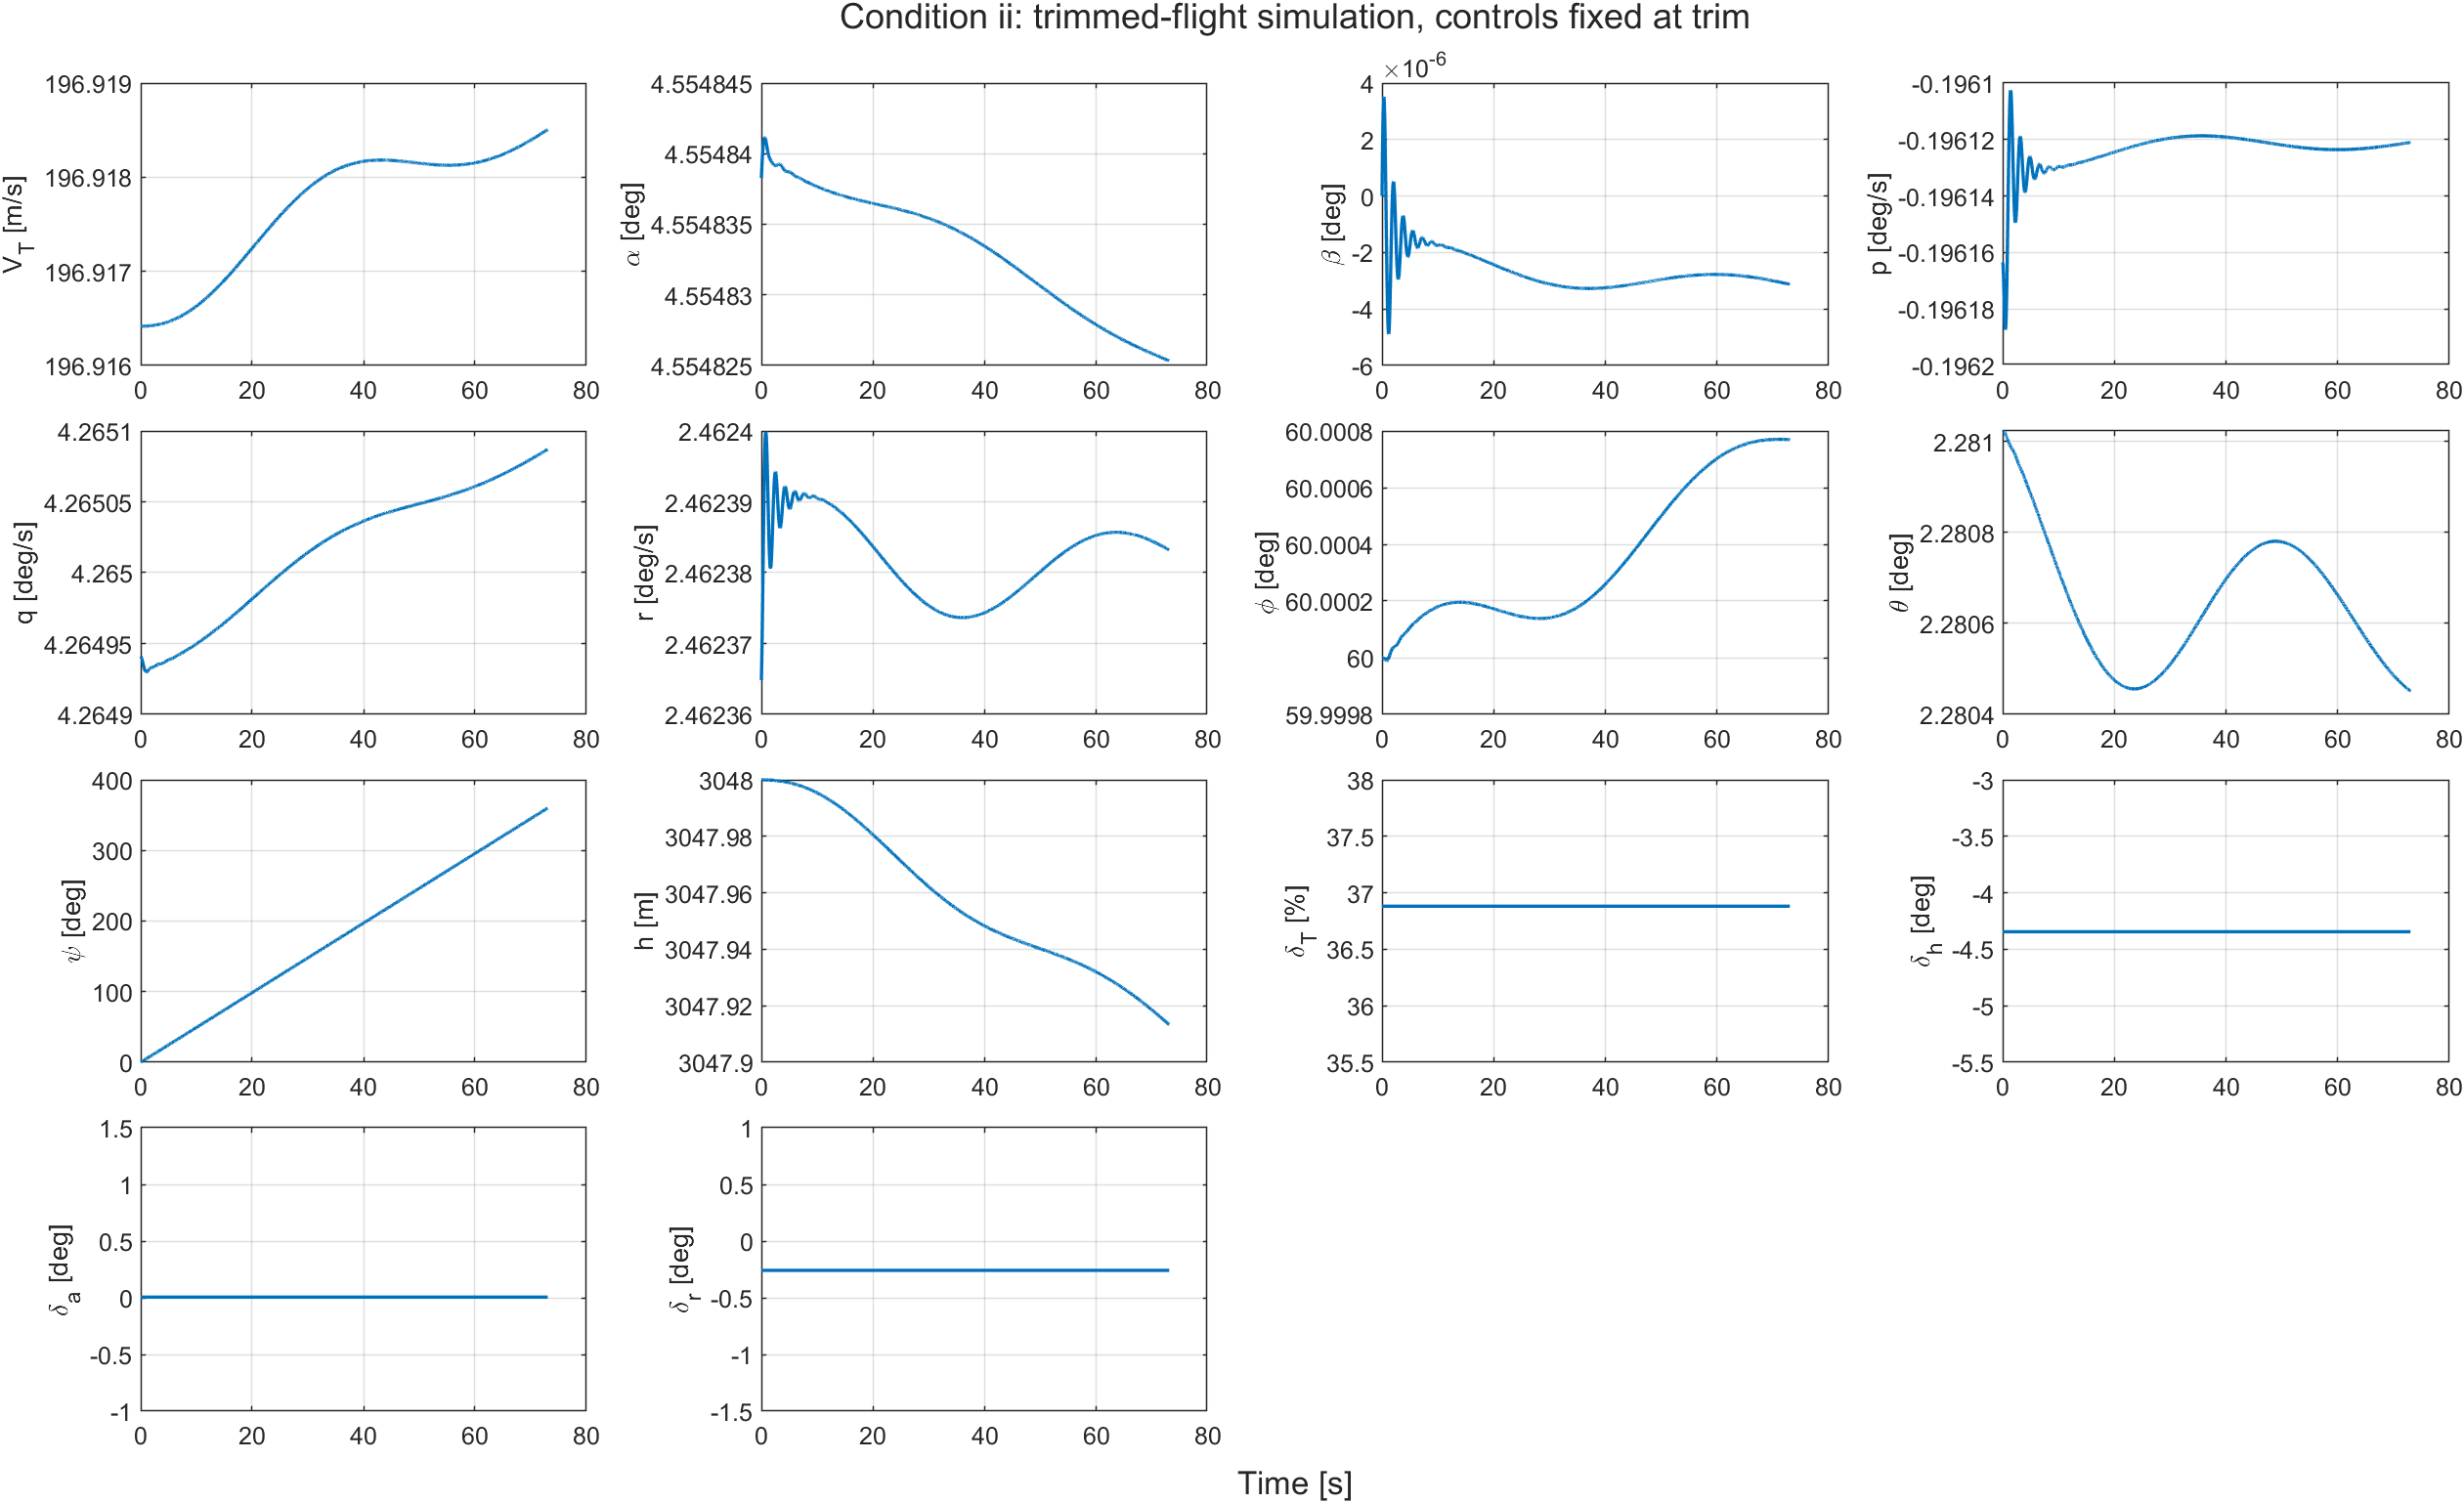 Condition ii: trimmed-flight simulation, controls fixed at trim
196.919
196.918
196.917
196.916
V_T [m/s]
0 20 40 60 80
4.554845
4.55484
4.554835
4.55483
4.554825
α [deg]
0 20 40 60 80
×10^-6
4
2
0
-2
-4
-6
β [deg]
0 20 40 60 80
-0.1961
-0.19612
-0.19614
-0.19616
-0.19618
-0.1962
p [deg/s]
0 20 40 60 80
4.2651
4.26505
4.265
4.26495
4.2649
q [deg/s]
0 20 40 60 80
2.4624
2.46239
2.46238
2.46237
2.46236
r [deg/s]
0 20 40 60 80
60.0008
60.0006
60.0004
60.0002
60
59.9998
ϕ [deg]
0 20 40 60 80
2.281
2.2808
2.2806
2.2804
θ [deg]
0 20 40 60 80
400
300
200
100
0
ψ [deg]
0 20 40 60 80
3048
3047.98
3047.96
3047.94
3047.92
3047.9
h [m]
0 20 40 60 80
38
37.5
37
36.5
36
35.5
δ_T [%]
0 20 40 60 80
-3
-3.5
-4
-4.5
-5
-5.5
δ_h [deg]
0 20 40 60 80
1.5
1
0.5
0
-0.5
-1
δ_a [deg]
0 20 40 60 80
1
0.5
0
-0.5
-1
-1.5
δ_r [deg]
0 20 40 60 80
Time [s]